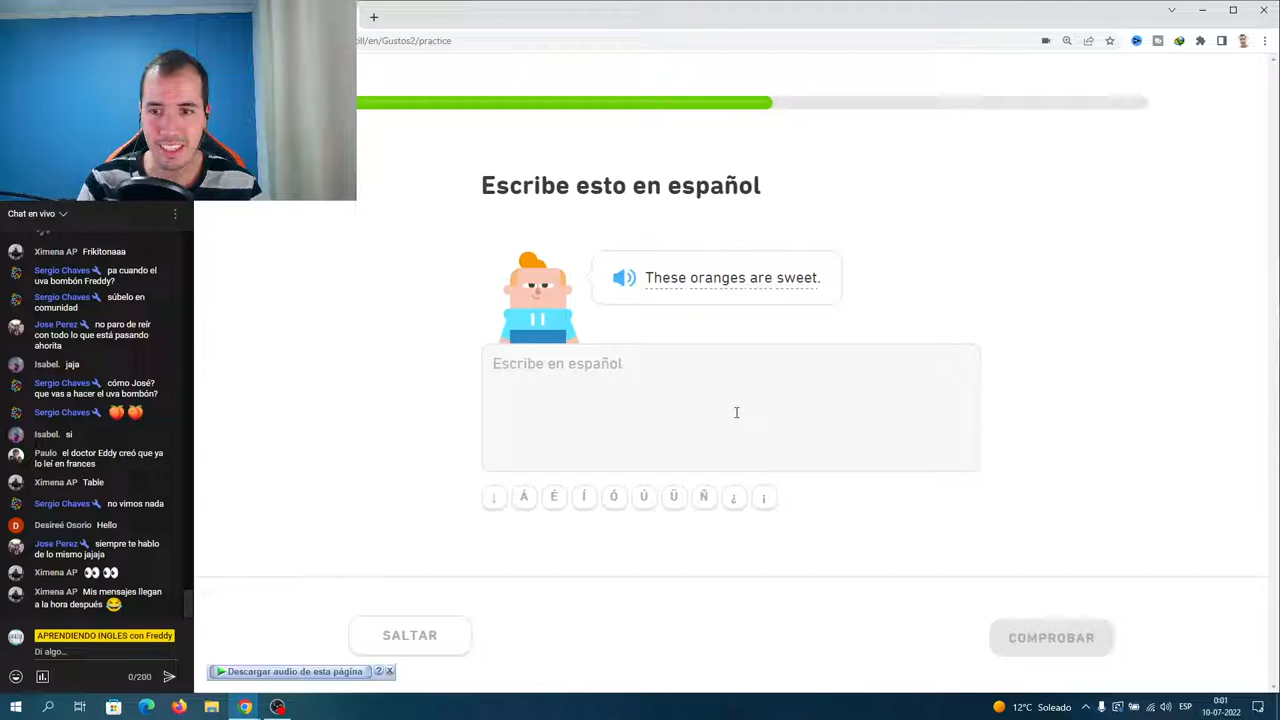 ill/en/Gustos2/practice
Escribe esto en español
These oranges are sweet.
Escribe en español
↓ Á É Í Ó Ú Ü Ñ ¿ ¡
SALTAR
COMPROBAR
Descargar audio de esta página
? X
Chat en vivo
Ximena AP Frikitonaaa
Sergio Chaves pa cuando el
uva bombón Freddy?
Sergio Chaves súbelo en
comunidad
Jose Perez no paro de reír
con todo lo que está pasando
ahorita
Isabel. jaja
Sergio Chaves cómo José?
que vas a hacer el uva bombón?
Sergio Chaves 🍑 🍑
Isabel. si
Paulo el doctor Eddy creó que ya
lo leí en frances
Ximena AP Table
Sergio Chaves no vimos nada
D Desireé Osorio Hello
Jose Perez siempre te hablo
de lo mismo jajaja
Ximena AP 👀 👀
Ximena AP Mis mensajes llegan
a la hora después 😂
APRENDIENDO INGLES con Freddy
Di algo...
0/200
12°C Soleado
ESP
0:01
10-07-2022